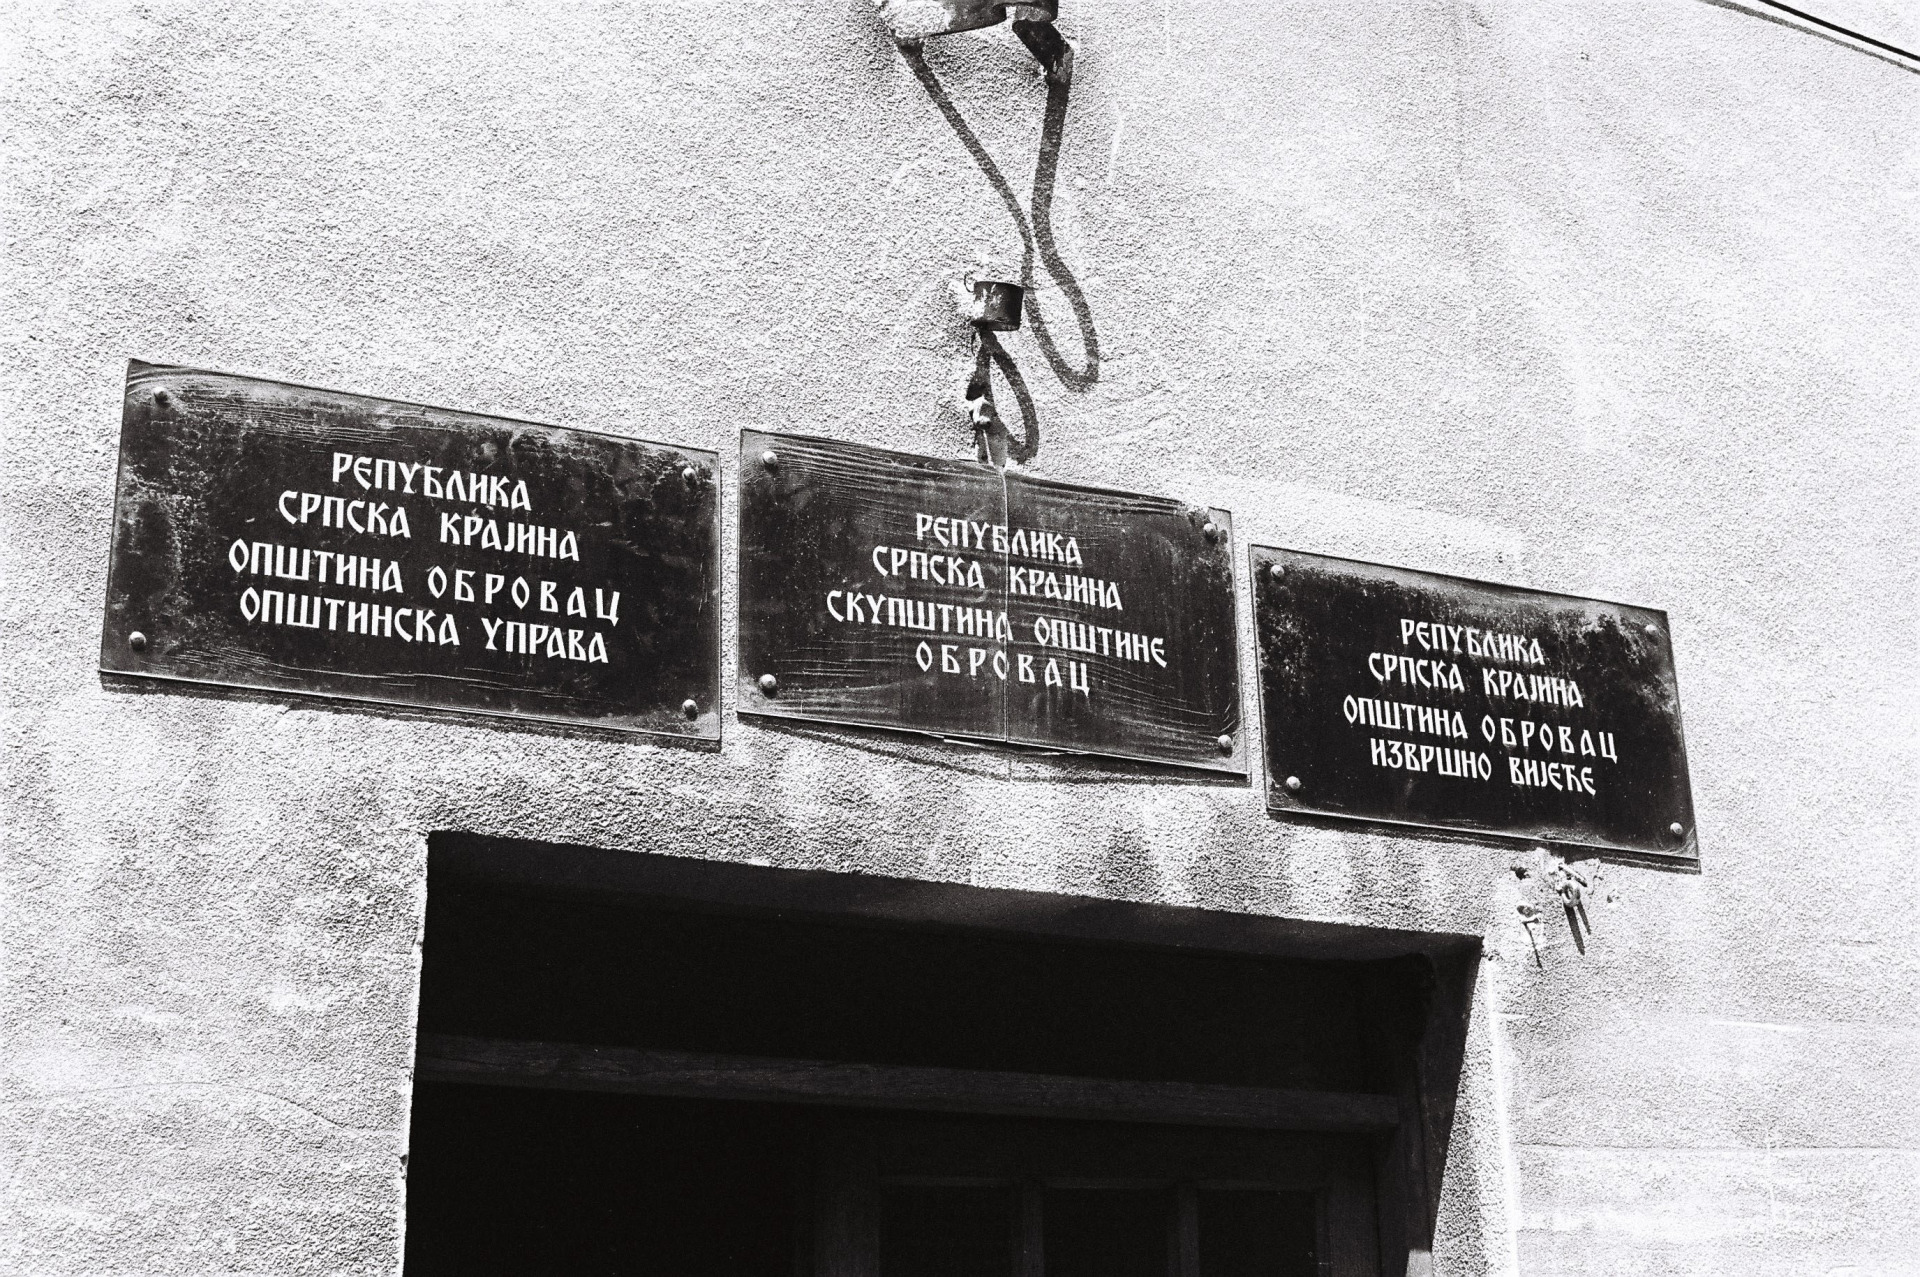 РЕПУБЛИКА
СРПСКА КРАЈИНА
ОПШТИНА ОБРОВАЦ
ОПШТИНСКА УПРАВА
РЕПУБЛИКА
СРПСКА КРАЈИНА
СКУПШТИНА ОПШТИНЕ
ОБРОВАЦ
РЕПУБЛИКА
СРПСКА КРАЈИНА
ОПШТИНА ОБРОВАЦ
ИЗВРШНО ВИЈЕЋЕ